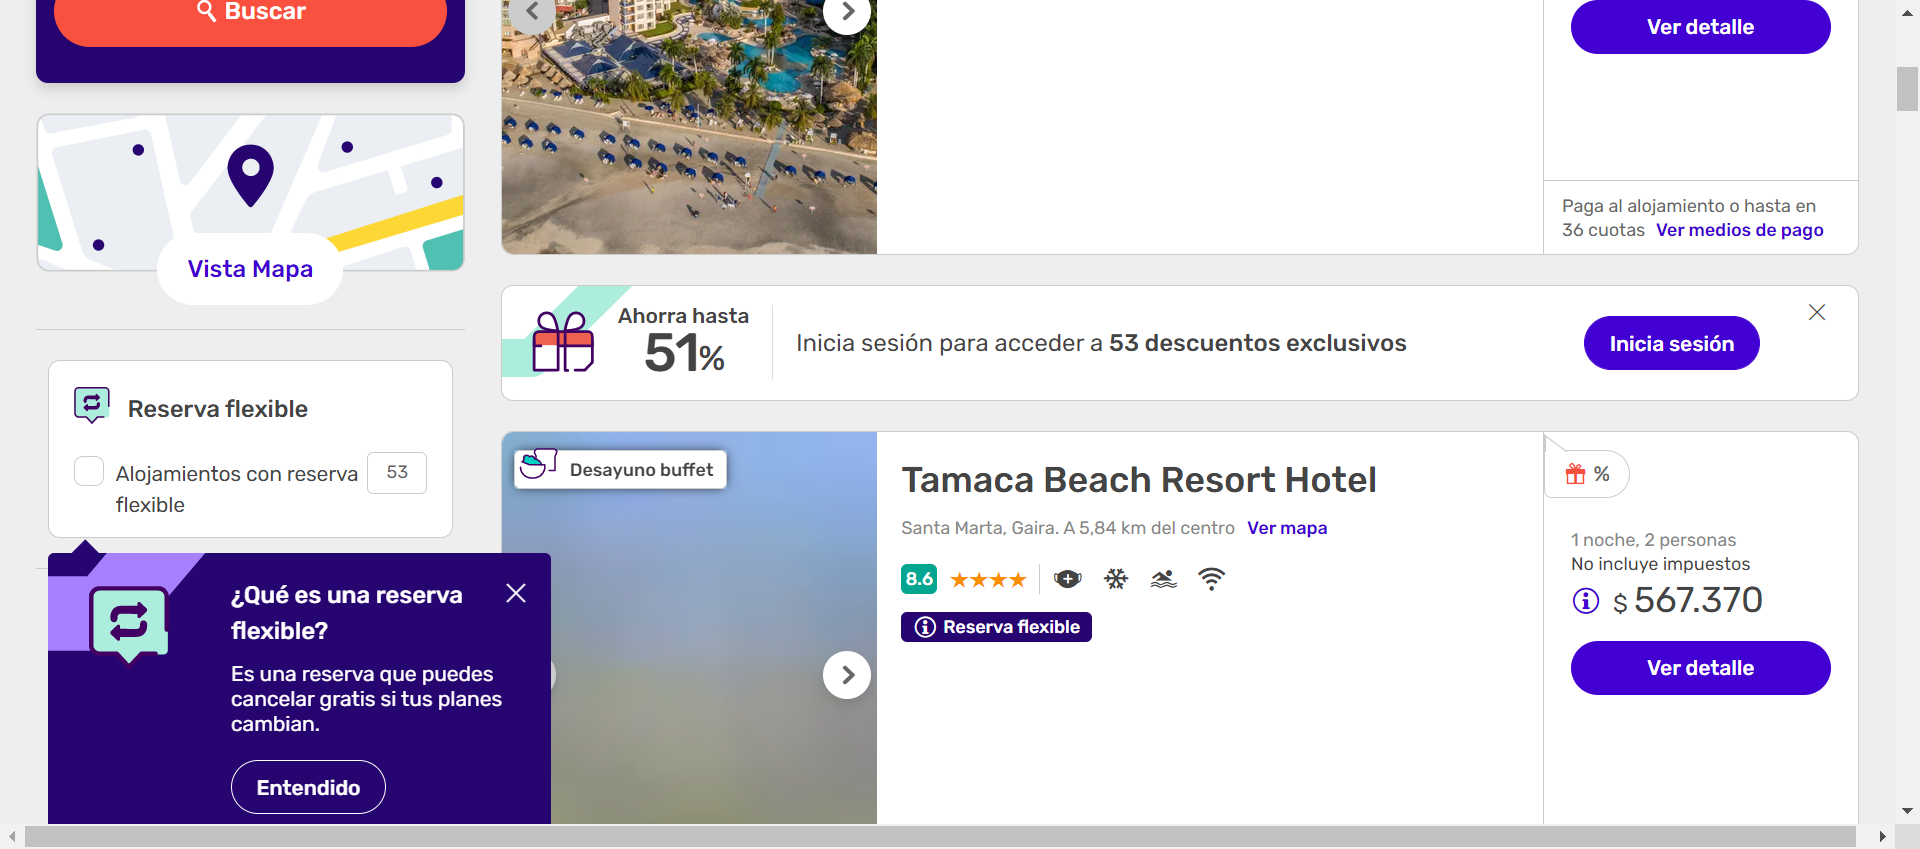 Buscar
Vista Mapa
Reserva flexible
Alojamientos con reserva
flexible
53
¿Qué es una reserva
flexible?
Es una reserva que puedes
cancelar gratis si tus planes
cambian.
Entendido
Ver detalle
Paga al alojamiento o hasta en
36 cuotas Ver medios de pago
Ahorra hasta
51%
Inicia sesión para acceder a 53 descuentos exclusivos
Inicia sesión
Desayuno buffet
Tamaca Beach Resort Hotel
Santa Marta, Gaira. A 5,84 km del centro Ver mapa
8.6
Reserva flexible
%
1 noche, 2 personas
No incluye impuestos
$ 567.370
Ver detalle